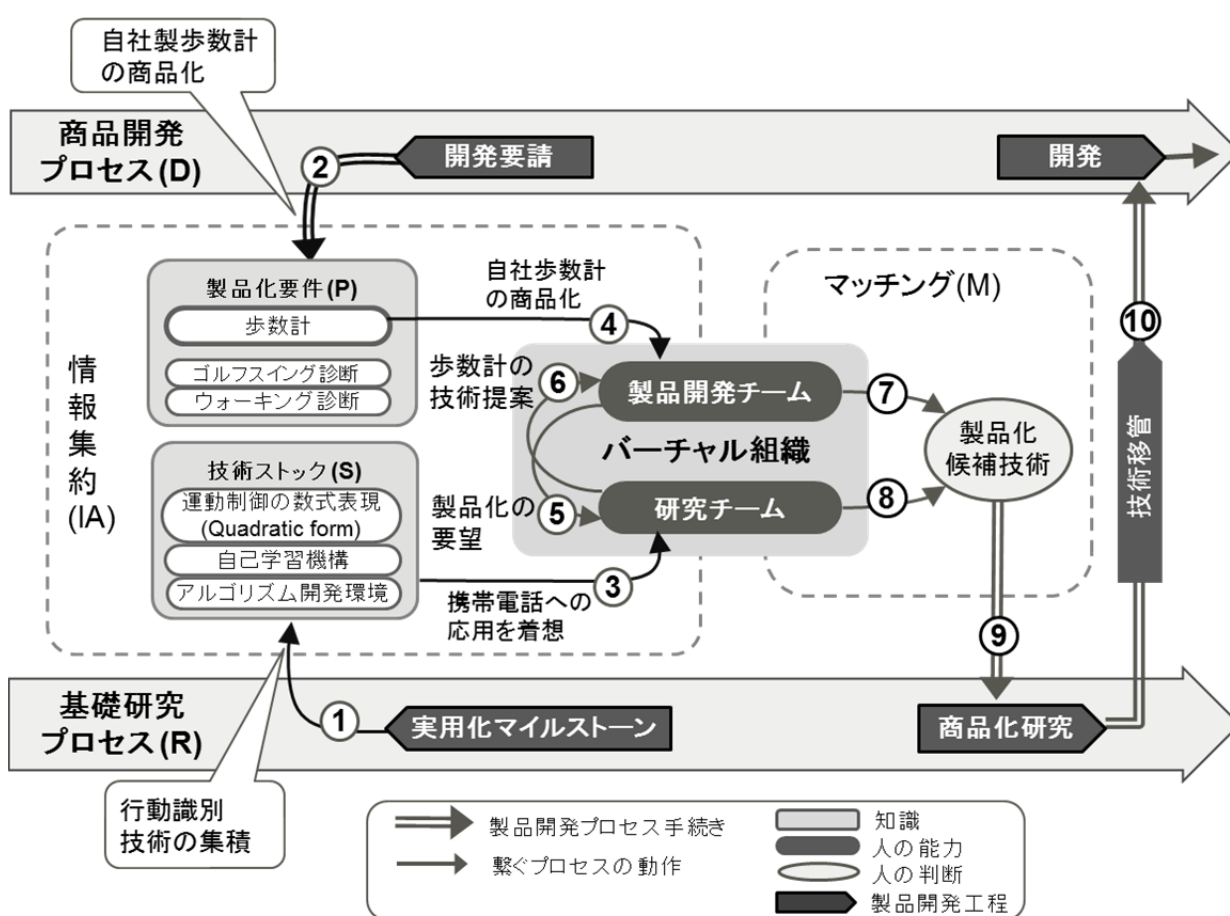 自社製歩数計
の商品化
商品開発
プロセス(D)
開発要請
開発
2
製品化要件(P)
歩数計
ゴルフスイング診断
ウォーキング診断
自社歩数計
の商品化
4
マッチング(M)
10
情報集約(IA)
歩数計の
技術提案
6
製品開発チーム
7
バーチャル組織
製品化
候補技術
技術移管
技術ストック(S)
運動制御の数式表現
(Quadratic form)
自己学習機構
アルゴリズム開発環境
製品化の
要望
5
研究チーム
8
3
携帯電話への
応用を着想
9
基礎研究
プロセス(R)
1
実用化マイルストーン
商品化研究
行動識別
技術の集積
製品開発プロセス手続き
繋ぐプロセスの動作
知識
人の能力
人の判断
製品開発工程